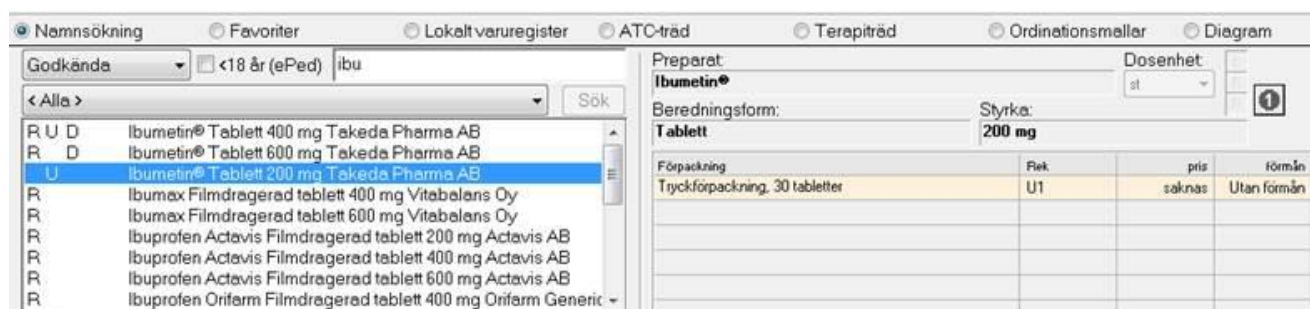 Namnsökning Favoriter Lokalt varuregister ATC-träd Terapiträd Ordinationsmallar Diagram
Godkända <18 år (ePed) ibu
< Alla > Sök
R U D Ibumetin® Tablett 400 mg Takeda Pharma AB
R D Ibumetin® Tablett 600 mg Takeda Pharma AB
U Ibumetin® Tablett 200 mg Takeda Pharma AB
R Ibumax Filmdragerad tablett 400 mg Vitabalans Oy
R Ibumax Filmdragerad tablett 600 mg Vitabalans Oy
R Ibuprofen Actavis Filmdragerad tablett 200 mg Actavis AB
R Ibuprofen Actavis Filmdragerad tablett 400 mg Actavis AB
R Ibuprofen Actavis Filmdragerad tablett 600 mg Actavis AB
R Ibuprofen Orifarm Filmdragerad tablett 400 mg Orifarm Generic
Preparat: Dosenhet:
Ibumetin® st
1
Beredningsform: Styrka:
Tablett 200 mg
Förpackning Rek pris förmån
Tryckförpackning, 30 tabletter U1 saknas Utan förmån